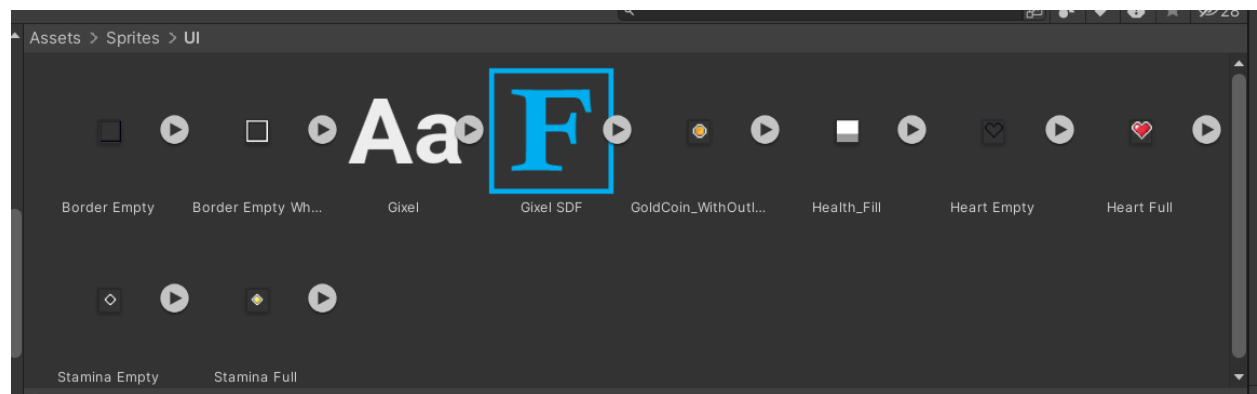 28
Assets > Sprites > UI
Aa
F
Border Empty
Border Empty Wh...
Gixel
Gixel SDF
GoldCoin_WithOutl...
Health_Fill
Heart Empty
Heart Full
Stamina Empty
Stamina Full